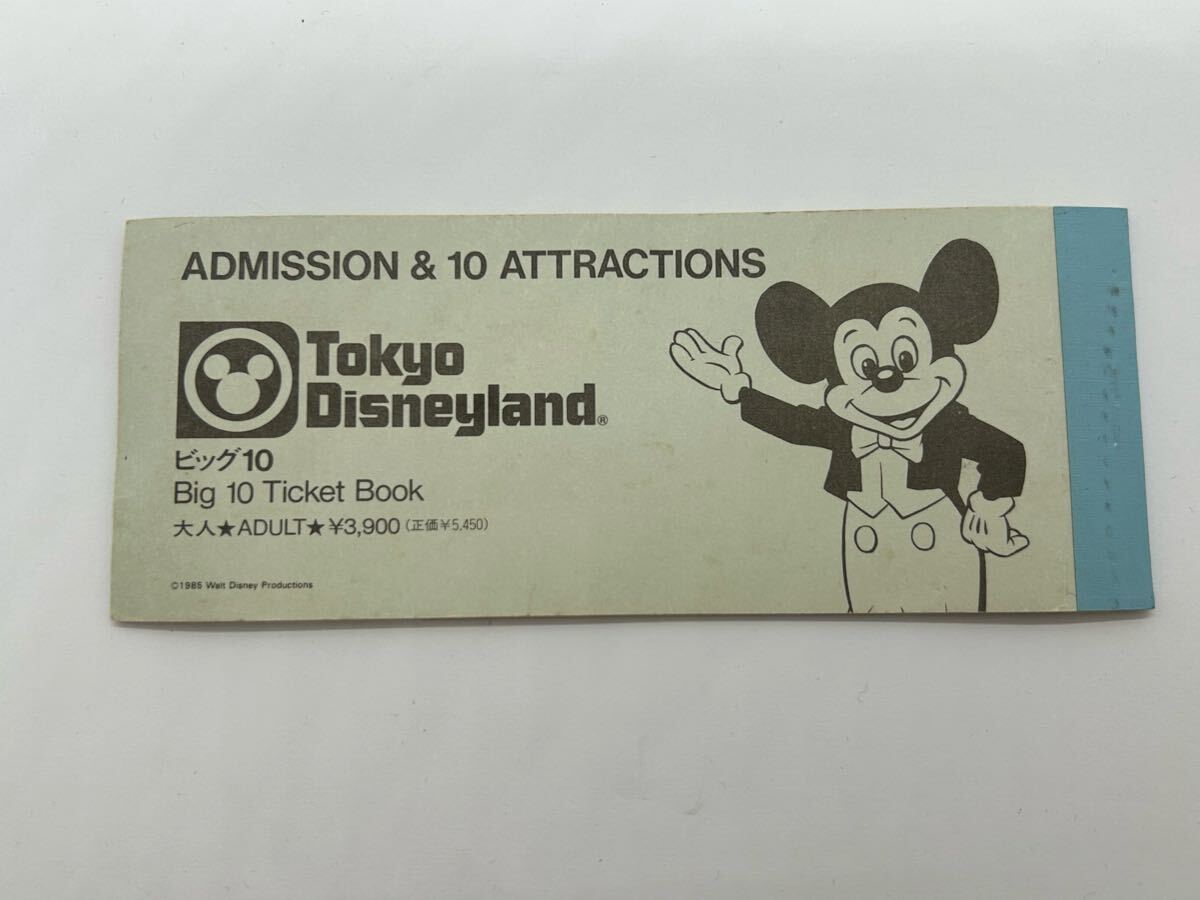 ADMISSION & 10 ATTRACTIONS
Tokyo
Disneyland®
ビッグ10
Big 10 Ticket Book
大人★ADULT★¥3,900(正価¥5,450)
©1985 Walt Disney Productions